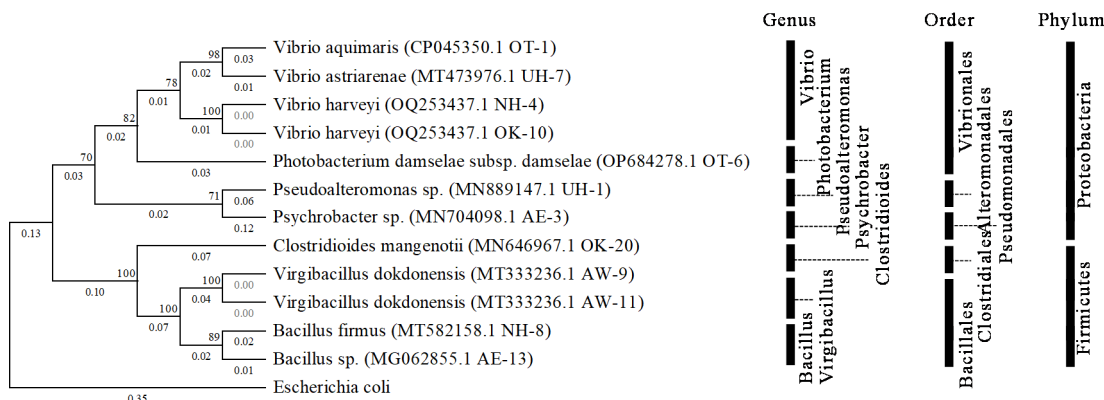 Genus Order Phylum
98 0.03 Vibrio aquimaris (CP045350.1 OT-1)
0.02 0.01 Vibrio astriarenae (MT473976.1 UH-7)
78 0.01 100 0.00 Vibrio harveyi (OQ253437.1 NH-4)
0.01 0.00 Vibrio harveyi (OQ253437.1 OK-10)
82 0.02 0.03 Photobacterium damselae subsp. damselae (OP684278.1 OT-6)
70 0.03 71 0.06 Pseudoalteromonas sp. (MN889147.1 UH-1)
0.02 0.12 Psychrobacter sp. (MN704098.1 AE-3)
0.13 0.07 Clostridioides mangenotii (MN646967.1 OK-20)
100 0.10 100 0.00 Virgibacillus dokdonensis (MT333236.1 AW-9)
0.04 0.00 Virgibacillus dokdonensis (MT333236.1 AW-11)
100 0.07 89 0.02 Bacillus firmus (MT582158.1 NH-8)
0.02 0.01 Bacillus sp. (MG062855.1 AE-13)
0.35 Escherichia coli
Vibrio
Photobacterium
Pseudoalteromonas
Psychrobacter
Clostridioides
Virgibacillus
Bacillus
Vibrionales
Alteromonadales
Pseudomonadales
Clostridiales
Bacillales
Proteobacteria
Firmicutes